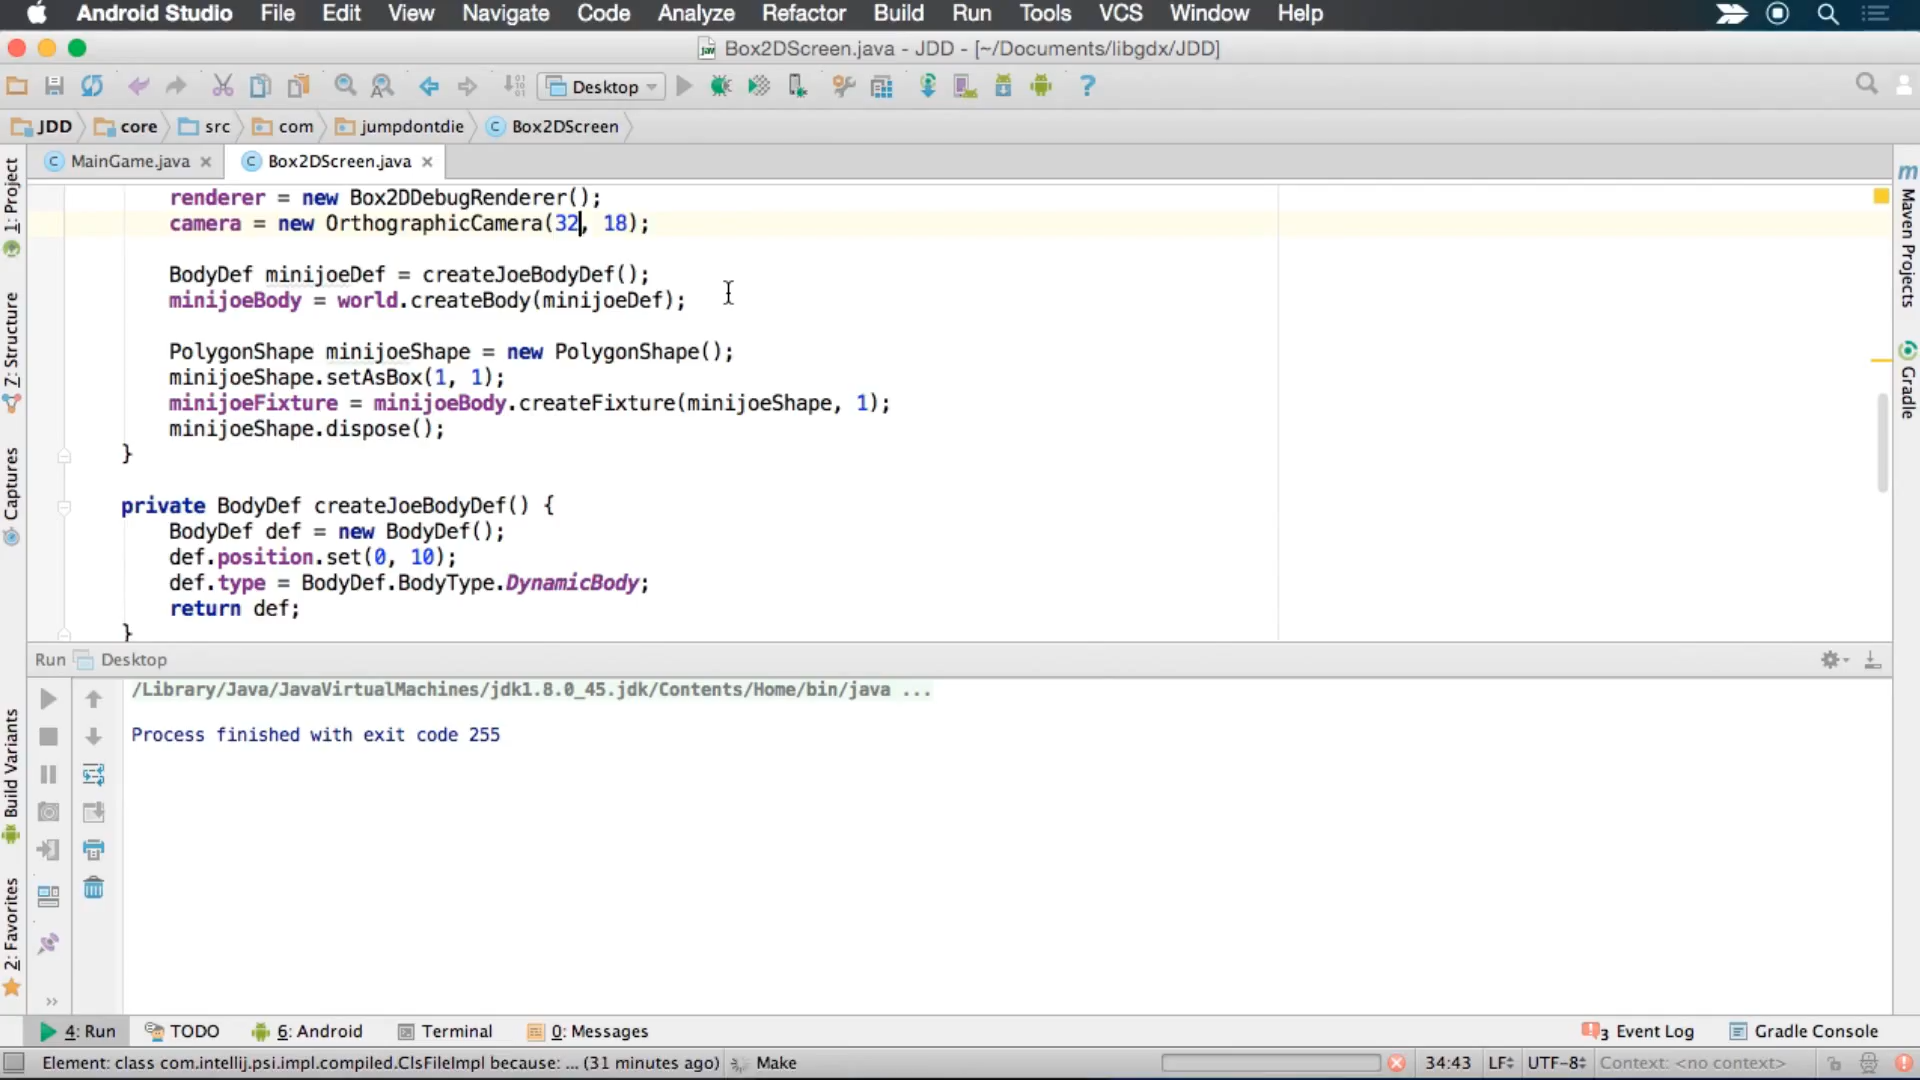 Android Studio File Edit View Navigate Code Analyze Refactor Build Run Tools VCS Window Help
Box2DScreen.java - JDD - [~/Documents/libgdx/JDD]
Desktop
JDD core src com jumpdontdie Box2DScreen
MainGame.java Box2DScreen.java
renderer = new Box2DDebugRenderer();
camera = new OrthographicCamera(32, 18);
BodyDef minijoeDef = createJoeBodyDef();
minijoeBody = world.createBody(minijoeDef);
PolygonShape minijoeShape = new PolygonShape();
minijoeShape.setAsBox(1, 1);
minijoeFixture = minijoeBody.createFixture(minijoeShape, 1);
minijoeShape.dispose();
}
private BodyDef createJoeBodyDef() {
BodyDef def = new BodyDef();
def.position.set(0, 10);
def.type = BodyDef.BodyType.DynamicBody;
return def;
}
1: Project
7: Structure
Captures
Build Variants
2: Favorites
Maven Projects
Gradle
Run Desktop
/Library/Java/JavaVirtualMachines/jdk1.8.0_45.jdk/Contents/Home/bin/java ...
Process finished with exit code 255
4: Run TODO 6: Android Terminal 0: Messages 3 Event Log Gradle Console
Element: class com.intellij.psi.impl.compiled.ClsFileImpl because: ... (31 minutes ago) Make 34:43 LF UTF-8 Context: <no context>